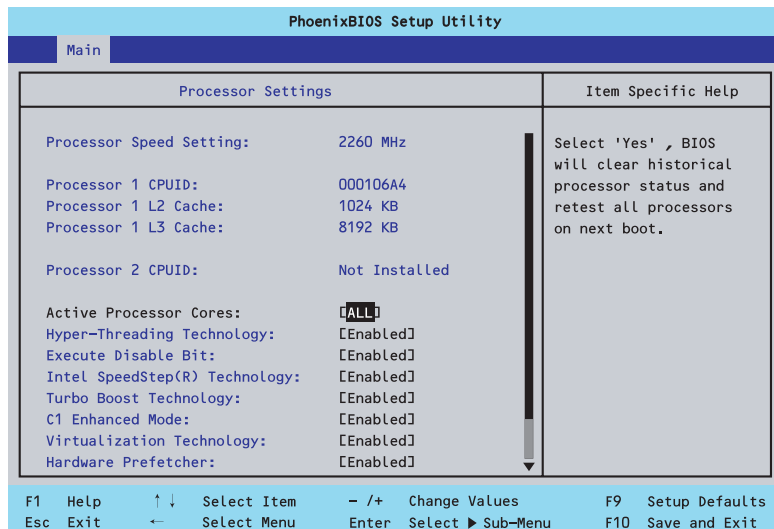 PhoenixBIOS Setup Utility
Main
Processor Settings
Item Specific Help
Processor Speed Setting: 2260 MHz
Processor 1 CPUID: 000106A4
Processor 1 L2 Cache: 1024 KB
Processor 1 L3 Cache: 8192 KB
Processor 2 CPUID: Not Installed
Active Processor Cores: [ALL]
Hyper-Threading Technology: [Enabled]
Execute Disable Bit: [Enabled]
Intel SpeedStep(R) Technology: [Enabled]
Turbo Boost Technology: [Enabled]
C1 Enhanced Mode: [Enabled]
Virtualization Technology: [Enabled]
Hardware Prefetcher: [Enabled]
Select 'Yes' , BIOS
will clear historical
processor status and
retest all processors
on next boot.
F1 Help ↑↓ Select Item - /+ Change Values F9 Setup Defaults
Esc Exit ← Select Menu Enter Select ▶ Sub-Menu F10 Save and Exit